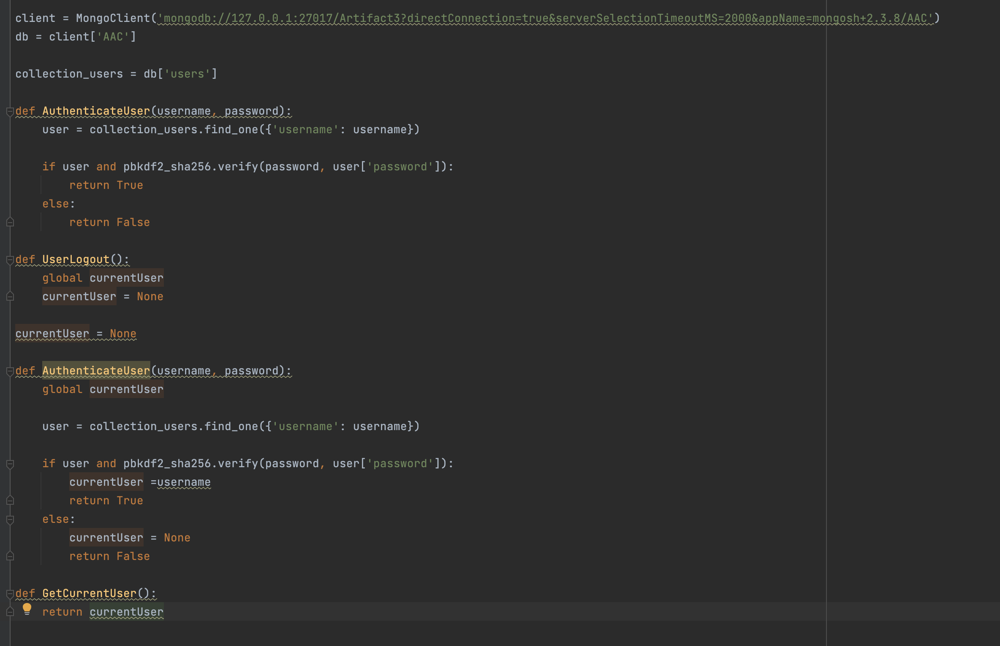 client = MongoClient('mongodb://127.0.0.1:27017/Artifact3?directConnection=true&serverSelectionTimeoutMS=2000&appName=mongosh+2.3.8/AAC')
db = client['AAC']
collection_users = db['users']
def AuthenticateUser(username, password):
    user = collection_users.find_one({'username': username})
    if user and pbkdf2_sha256.verify(password, user['password']):
        return True
    else:
        return False
def UserLogout():
    global currentUser
    currentUser = None
currentUser = None
def AuthenticateUser(username, password):
    global currentUser
    user = collection_users.find_one({'username': username})
    if user and pbkdf2_sha256.verify(password, user['password']):
        currentUser =username
        return True
    else:
        currentUser = None
        return False
def GetCurrentUser():
    return currentUser